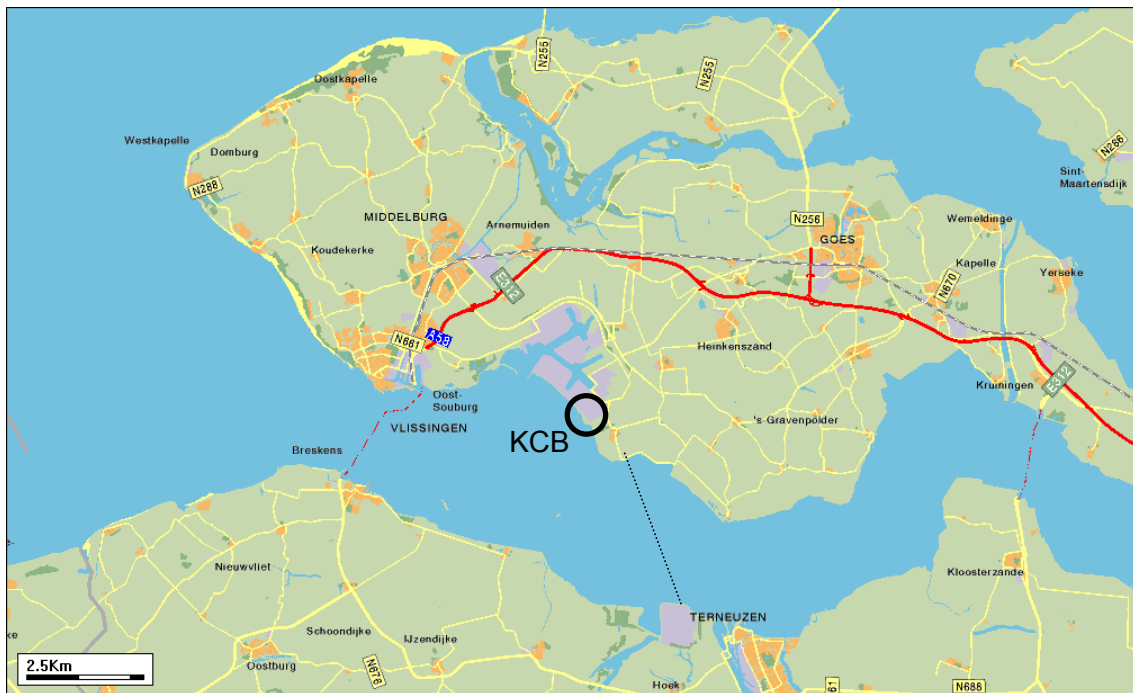 N255
N255
Oostkapelle
N286
Westkapelle
Domburg
Sint-
Maartensdijk
N288
MIDDELBURG
Arnemuiden
N256
GOES
Wemeldinge
Koudekerke
Kapelle
Yerseke
E312
N670
A58
N661
Heinkenszand
Kruiningen
E312
Oost-
Souburg
KCB
's-Gravenpolder
VLISSINGEN
Breskens
Nieuwvliet
Kloosterzande
TERNEUZEN
Schoondijke
IJzendijke
2.5Km
Oostburg
N676
Hoek
61
N688
e-
ke